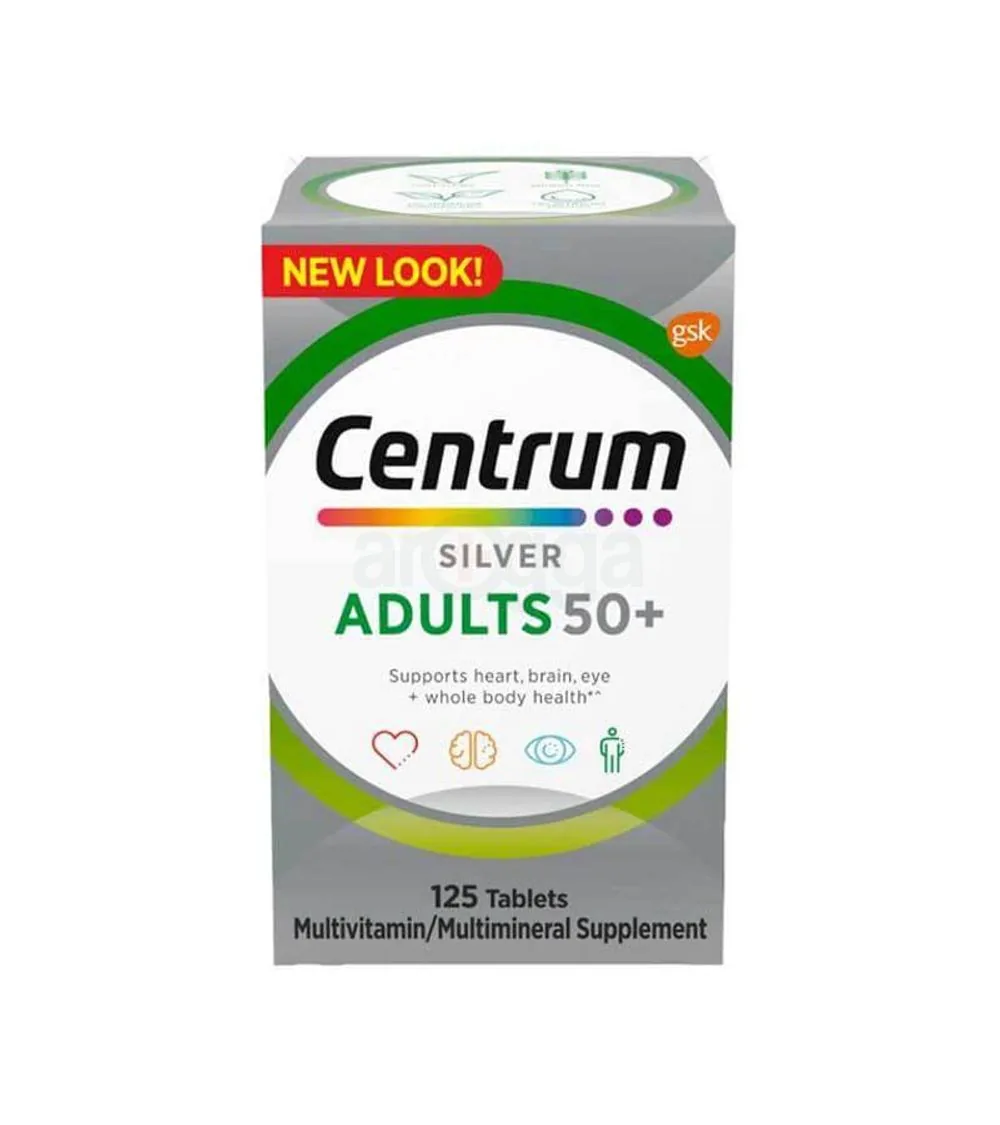 NEW LOOK!
gsk
Centrum
SILVER
ADULTS 50+
Supports heart, brain, eye
+ whole body health*^
125 Tablets
Multivitamin/Multimineral Supplement